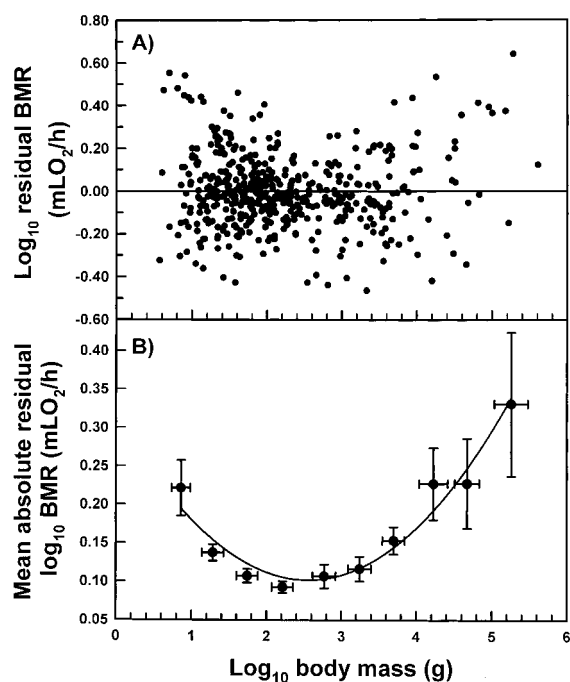 A)
Log10 residual BMR
(mLO2/h)
0.80
0.60
0.40
0.20
0.00
-0.20
-0.40
-0.60
B)
Mean absolute residual
log10 BMR (mLO2/h)
0.40
0.35
0.30
0.25
0.20
0.15
0.10
0.05
0 1 2 3 4 5 6
Log10 body mass (g)